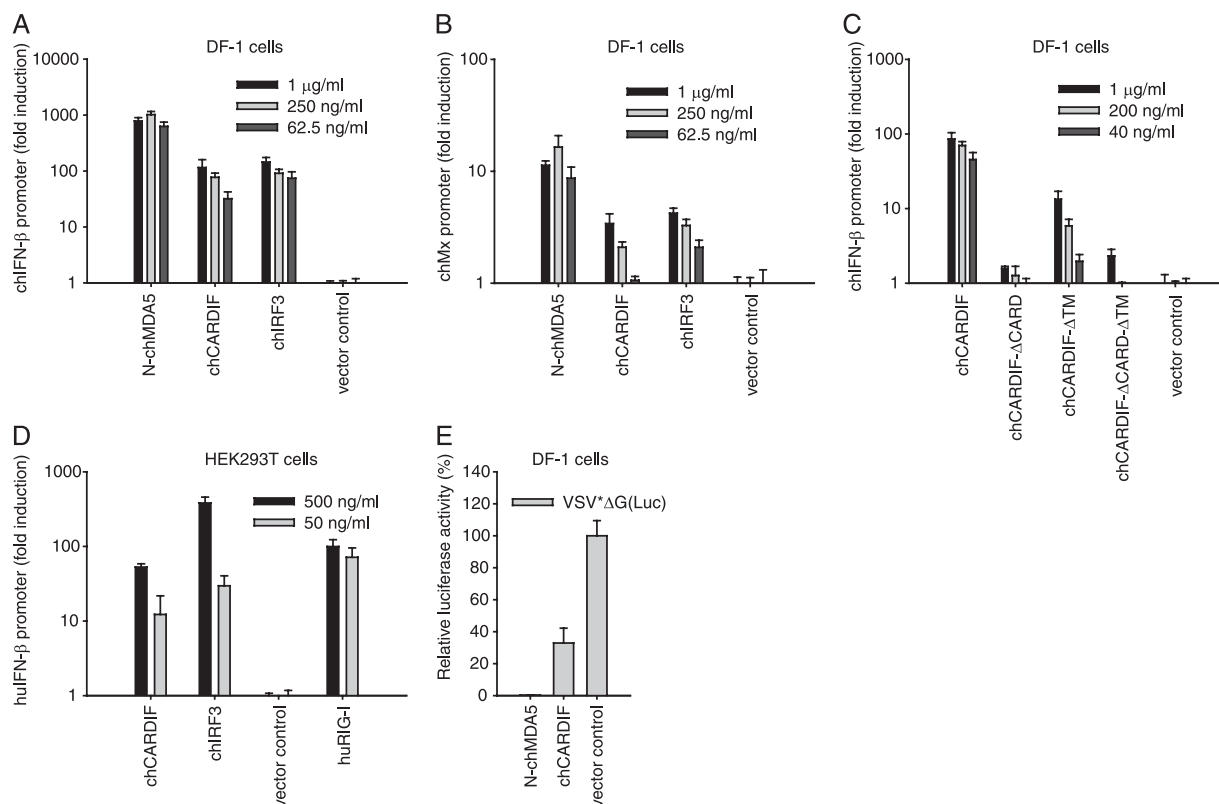 A
DF-1 cells
chIFN-β promoter (fold induction)
10000
1000
100
10
1
1 μg/ml
250 ng/ml
62.5 ng/ml
N-chMDA5
chCARDIF
chIRF3
vector control
B
DF-1 cells
chMx promoter (fold induction)
100
10
1
1 μg/ml
250 ng/ml
62.5 ng/ml
N-chMDA5
chCARDIF
chIRF3
vector control
C
DF-1 cells
chIFN-β promoter (fold induction)
1000
100
10
1
1 μg/ml
200 ng/ml
40 ng/ml
chCARDIF
chCARDIF-ΔCARD
chCARDIF-ΔTM
chCARDIF-ΔCARD-ΔTM
vector control
D
HEK293T cells
huIFN-β promoter (fold induction)
1000
100
10
1
500 ng/ml
50 ng/ml
chCARDIF
chIRF3
vector control
huRIG-I
E
DF-1 cells
Relative luciferase activity (%)
140
120
100
80
60
40
20
0
VSV*ΔG(Luc)
N-chMDA5
chCARDIF
vector control